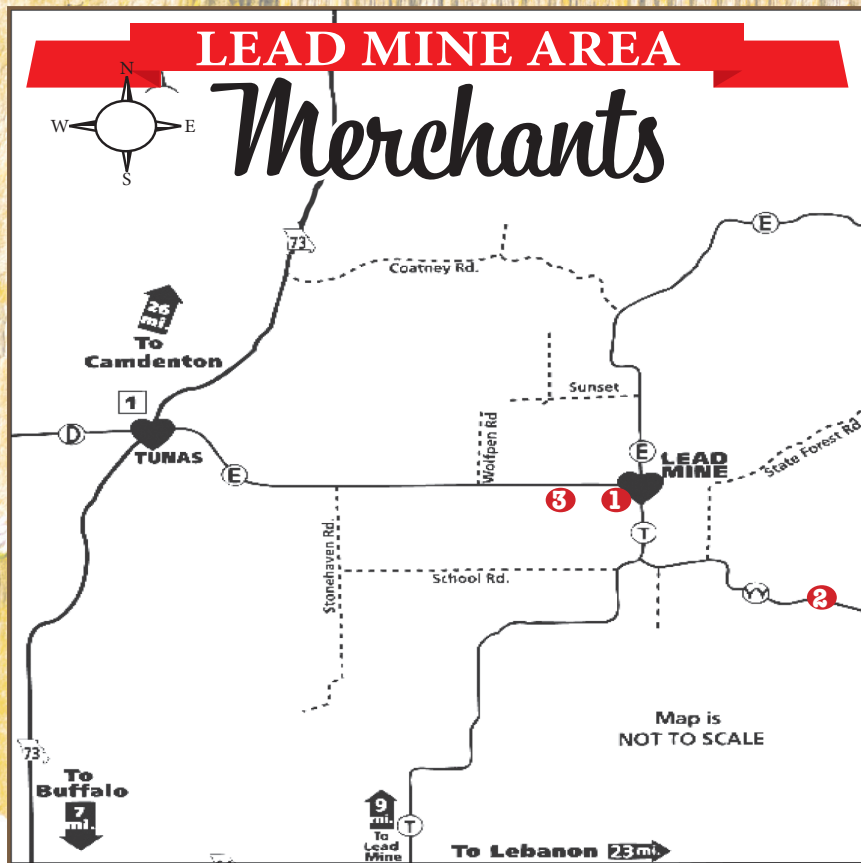 LEAD MINE AREA
Merchants
N
W
E
S
E
73
Coatney Rd.
26
mi.
To
Camdenton
Sunset
1
D
TUNAS
Wolfpen Rd
E
LEAD
MINE
State Forest Rd.
E
3
1
Stonehaven Rd.
T
School Rd.
YY
2
Map is
NOT TO SCALE
73
To
Buffalo
7
mi.
9
mi.
To
Lead
Mine
T
To Lebanon 23 mi.